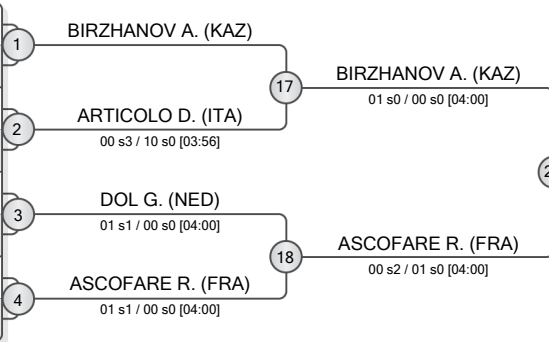 1
BIRZHANOV A. (KAZ)
2
ARTICOLO D. (ITA)
00 s3 / 10 s0 [03:56]
17
BIRZHANOV A. (KAZ)
01 s0 / 00 s0 [04:00]
3
DOL G. (NED)
01 s1 / 00 s0 [04:00]
4
ASCOFARE R. (FRA)
01 s1 / 00 s0 [04:00]
18
ASCOFARE R. (FRA)
00 s2 / 01 s0 [04:00]